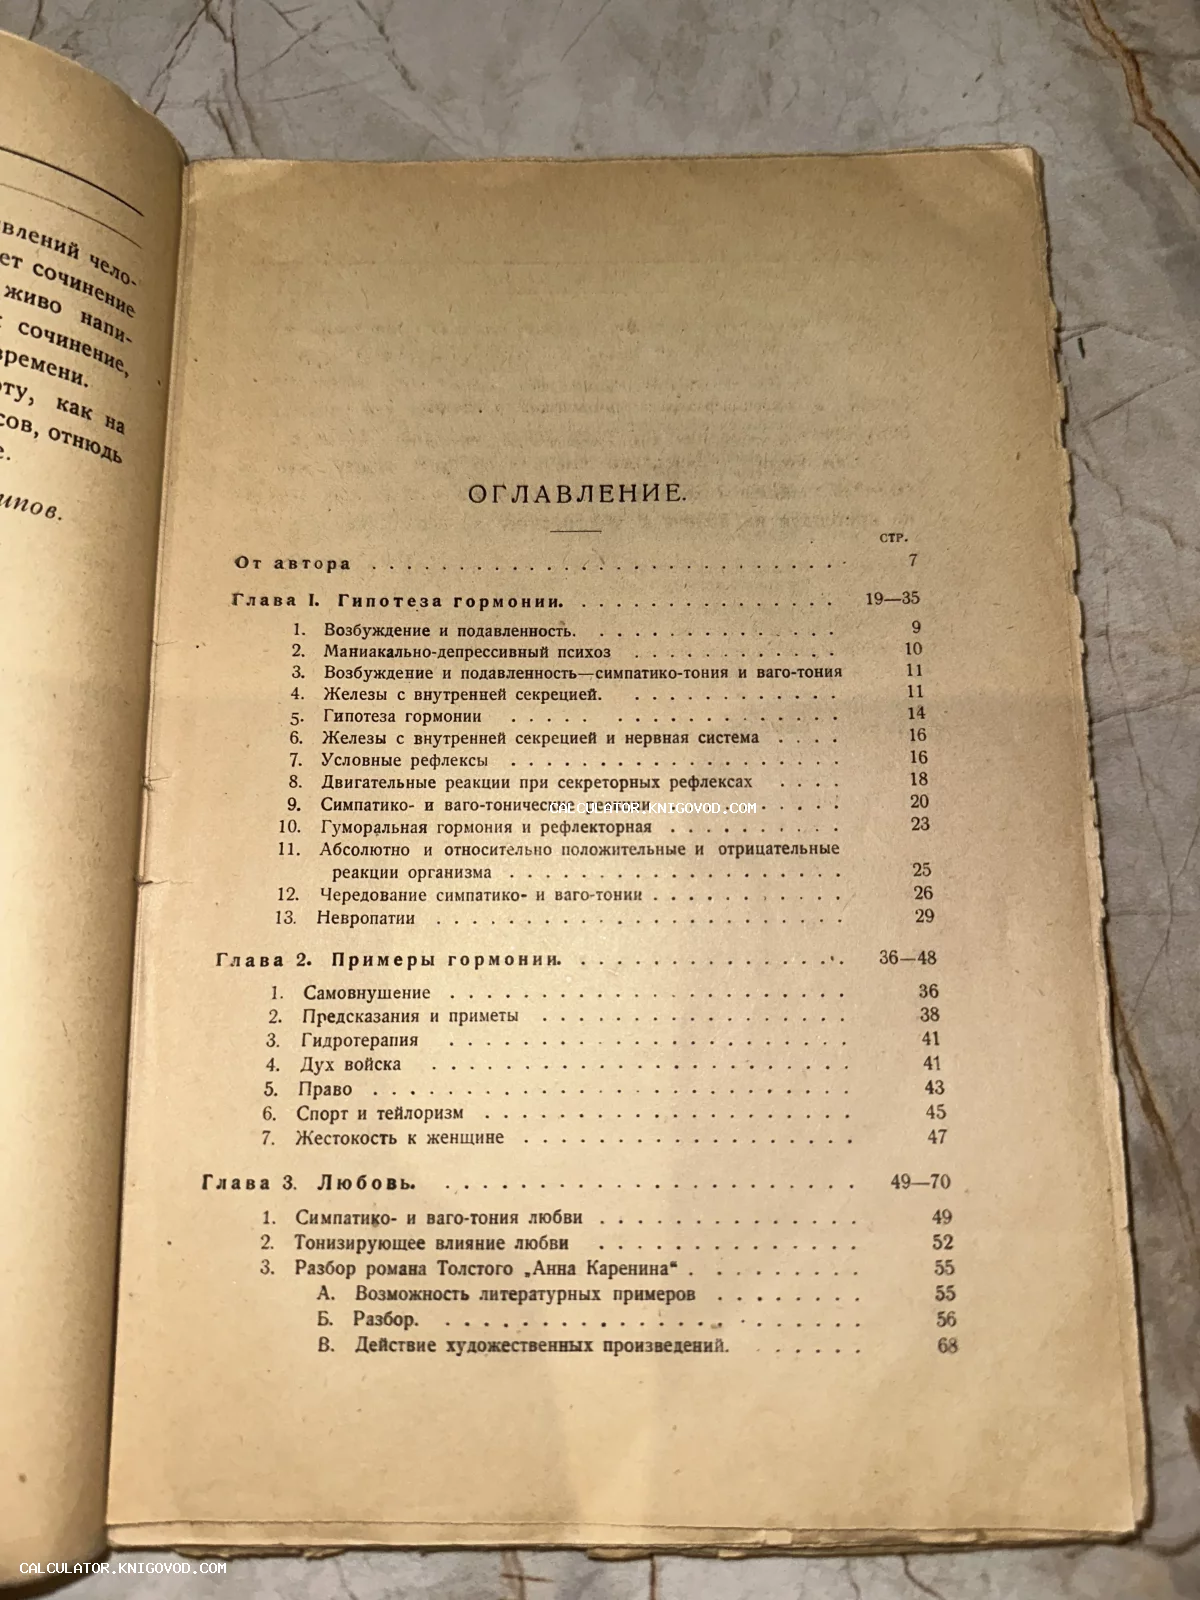 влений чело-
ет сочинение
живо напи-
сочинение,
времени.
ту, как на
сов, отнюдь
е.
ипов.
ОГЛАВЛЕНИЕ.
СТР.
От автора . . . . . . . . . . . . . . . . . . . . . . . . . . 7
Глава I. Гипотеза гормонии. . . . . . . . . . . . . . . . 19—35
1. Возбуждение и подавленность. . . . . . . . . . . . . . 9
2. Маниакально-депрессивный психоз . . . . . . . . . . . 10
3. Возбуждение и подавленность—симпатико-тония и ваго-тония 11
4. Железы с внутренней секрецией. . . . . . . . . . . . 11
5. Гипотеза гормонии . . . . . . . . . . . . . . . . . 14
6. Железы с внутренней секрецией и нервная система . . . . 16
7. Условные рефлексы . . . . . . . . . . . . . . . . . . 16
8. Двигательные реакции при секреторных рефлексах . . . . 18
9. Симпатико- и ваго-тонические . . . . . . . . . 20
CALCULATOR.KNIGOVOD.COM
10. Гуморальная гормония и рефлекторная . . . . . . . . . . 23
11. Абсолютно и относительно положительные и отрицательные
реакции организма . . . . . . . . . . . . . . . . . . 25
12. Чередование симпатико- и ваго-тонии . . . . . . . . . . . 26
13. Невропатии . . . . . . . . . . . . . . . . . . . . . . . 29
Глава 2. Примеры гормонии. . . . . . . . . . . . . . . . 36—48
1. Самовнушение . . . . . . . . . . . . . . . . . . . . . . 36
2. Предсказания и приметы . . . . . . . . . . . . . . . . . 38
3. Гидротерапия . . . . . . . . . . . . . . . . . . . . . . 41
4. Дух войска . . . . . . . . . . . . . . . . . . . . . . . 41
5. Право . . . . . . . . . . . . . . . . . . . . . . . . . . 43
6. Спорт и тейлоризм . . . . . . . . . . . . . . . . . . . . 45
7. Жестокость к женщине . . . . . . . . . . . . . . . . . . 47
Глава 3. Любовь. . . . . . . . . . . . . . . . . . . . . . . 49—70
1. Симпатико- и ваго-тония любви . . . . . . . . . . . . . . 49
2. Тонизирующее влияние любви . . . . . . . . . . . . . . 52
3. Разбор романа Толстого „Анна Каренина“ . . . . . . . . . 55
А. Возможность литературных примеров . . . . . . . . 55
Б. Разбор. . . . . . . . . . . . . . . . . . . . . . . 56
В. Действие художественных произведений. . . . . . . 68
CALCULATOR.KNIGOVOD.COM